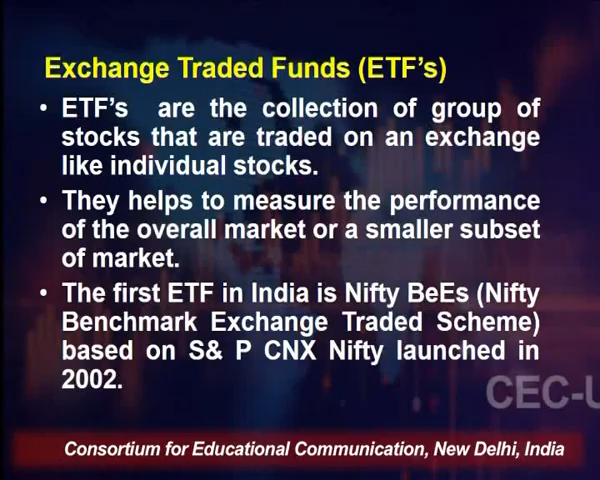 Exchange Traded Funds (ETF's)
• ETF's are the collection of group of
stocks that are traded on an exchange
like individual stocks.
• They helps to measure the performance
of the overall market or a smaller subset
of market.
• The first ETF in India is Nifty BeEs (Nifty
Benchmark Exchange Traded Scheme)
based on S& P CNX Nifty launched in
2002.
CEC-U
Consortium for Educational Communication, New Delhi, India